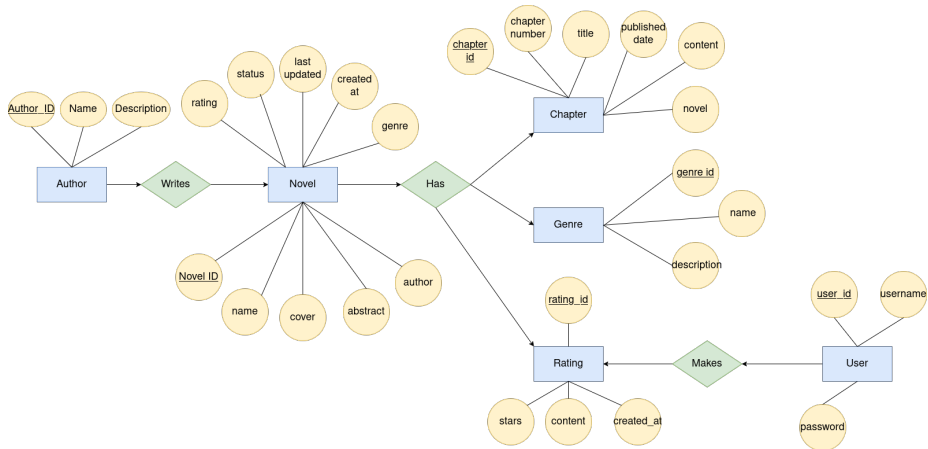 chapter
number
title
published
date
chapter
id
content
last
updated
status
created
at
rating
genre
Author_ID
Name
Description
novel
Chapter
Author
Writes
Novel
Has
genre id
name
Genre
description
Novel ID
author
name
cover
abstract
rating_id
user_id
username
Rating
Makes
User
stars
content
created_at
password